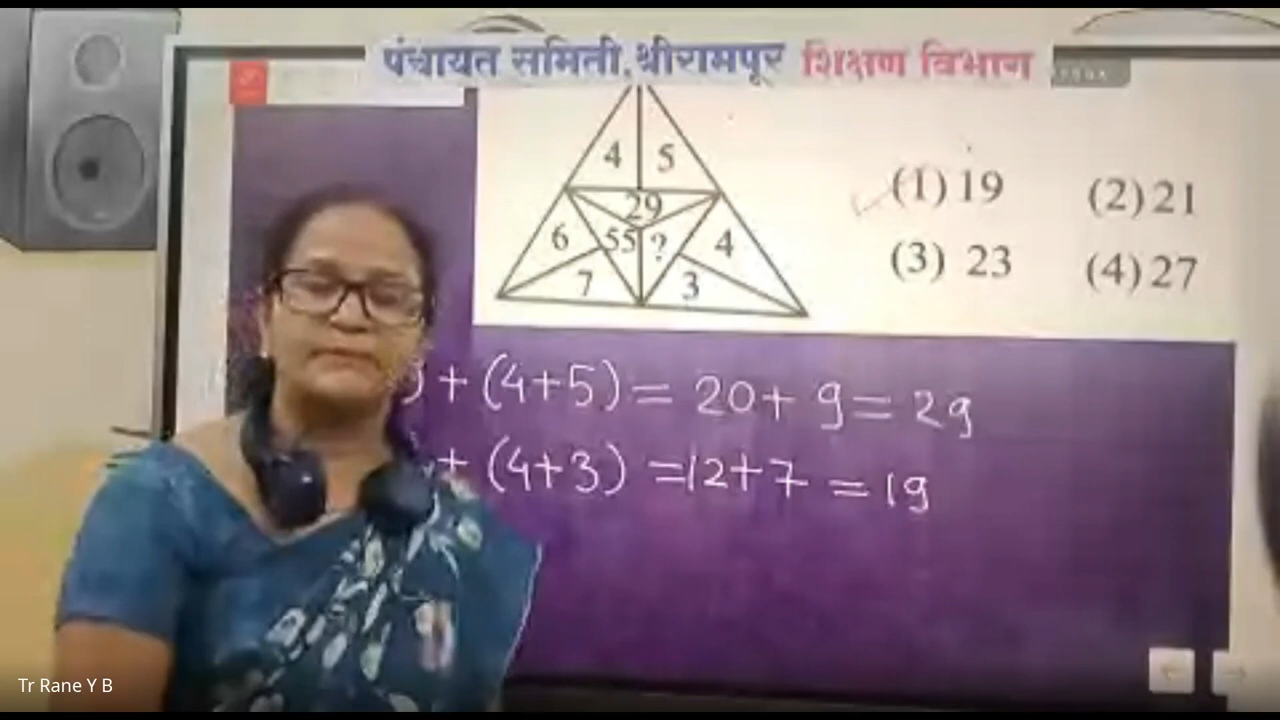 पंचायत समिती, श्रीरामपूर शिक्षण विभाग
4 5
(1) 19 (2) 21
29
6 55 ? 4
(3) 23 (4) 27
7 3
+ (4+5) = 20 + 9 = 29
+ (4+3) = 12 + 7 = 19
Tr Rane Y B